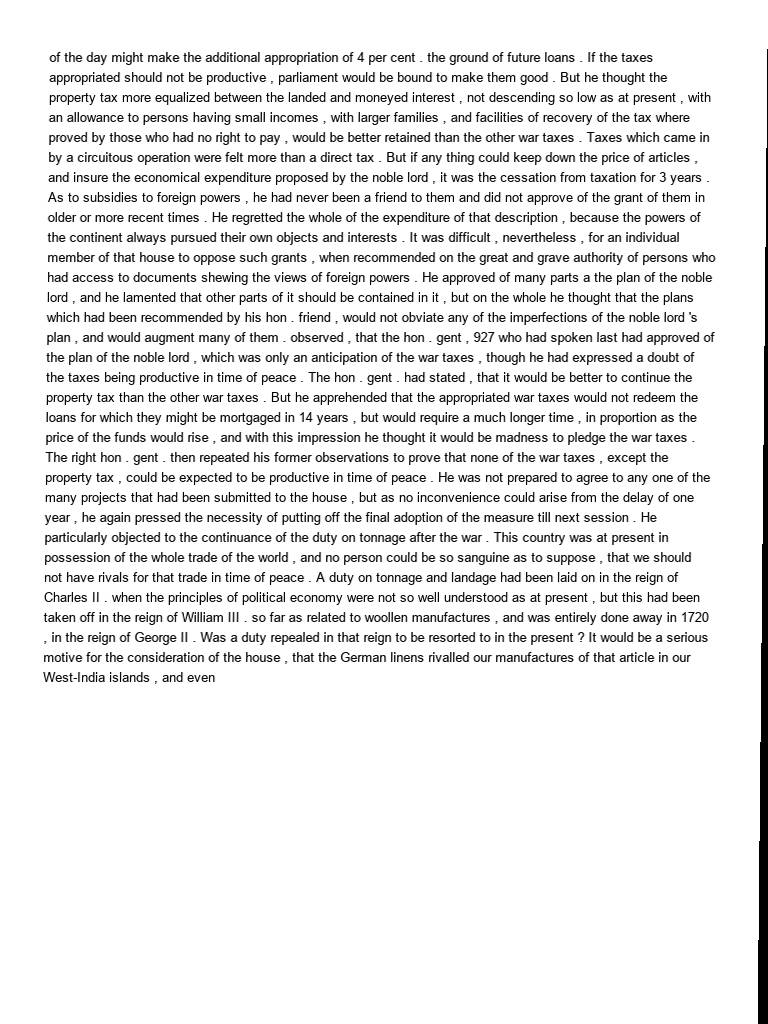 of the day might make the additional appropriation of 4 per cent . the ground of future loans . If the taxes
appropriated should not be productive , parliament would be bound to make them good . But he thought the
property tax more equalized between the landed and moneyed interest , not descending so low as at present , with
an allowance to persons having small incomes , with larger families , and facilities of recovery of the tax where
proved by those who had no right to pay , would be better retained than the other war taxes . Taxes which came in
by a circuitous operation were felt more than a direct tax . But if any thing could keep down the price of articles ,
and insure the economical expenditure proposed by the noble lord , it was the cessation from taxation for 3 years .
As to subsidies to foreign powers , he had never been a friend to them and did not approve of the grant of them in
older or more recent times . He regretted the whole of the expenditure of that description , because the powers of
the continent always pursued their own objects and interests . It was difficult , nevertheless , for an individual
member of that house to oppose such grants , when recommended on the great and grave authority of persons who
had access to documents shewing the views of foreign powers . He approved of many parts a the plan of the noble
lord , and he lamented that other parts of it should be contained in it , but on the whole he thought that the plans
which had been recommended by his hon . friend , would not obviate any of the imperfections of the noble lord 's
plan , and would augment many of them . observed , that the hon . gent , 927 who had spoken last had approved of
the plan of the noble lord , which was only an anticipation of the war taxes , though he had expressed a doubt of
the taxes being productive in time of peace . The hon . gent . had stated , that it would be better to continue the
property tax than the other war taxes . But he apprehended that the appropriated war taxes would not redeem the
loans for which they might be mortgaged in 14 years , but would require a much longer time , in proportion as the
price of the funds would rise , and with this impression he thought it would be madness to pledge the war taxes .
The right hon . gent . then repeated his former observations to prove that none of the war taxes , except the
property tax , could be expected to be productive in time of peace . He was not prepared to agree to any one of the
many projects that had been submitted to the house , but as no inconvenience could arise from the delay of one
year , he again pressed the necessity of putting off the final adoption of the measure till next session . He
particularly objected to the continuance of the duty on tonnage after the war . This country was at present in
possession of the whole trade of the world , and no person could be so sanguine as to suppose , that we should
not have rivals for that trade in time of peace . A duty on tonnage and landage had been laid on in the reign of
Charles II . when the principles of political economy were not so well understood as at present , but this had been
taken off in the reign of William III . so far as related to woollen manufactures , and was entirely done away in 1720
, in the reign of George II . Was a duty repealed in that reign to be resorted to in the present ? It would be a serious
motive for the consideration of the house , that the German linens rivalled our manufactures of that article in our
West-India islands , and even